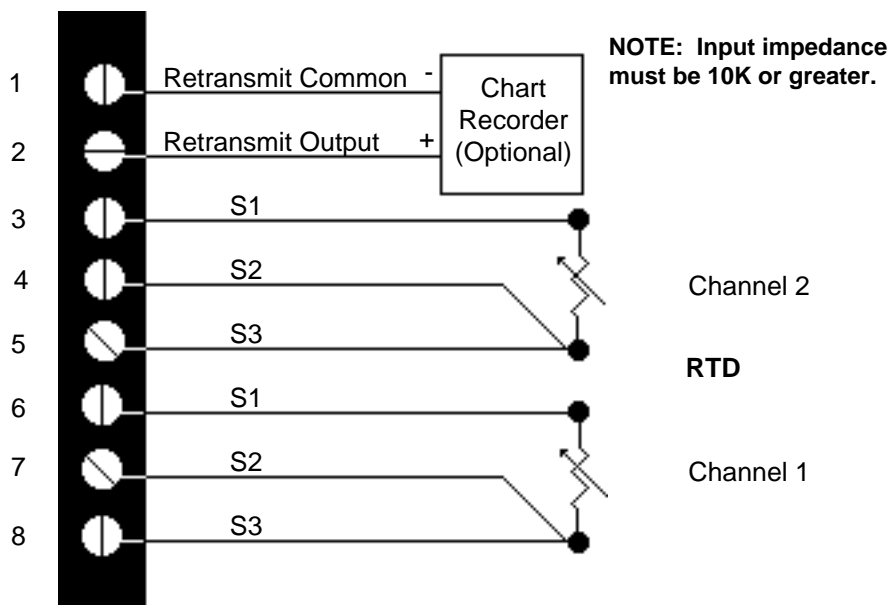 NOTE: Input impedance
must be 10K or greater.
1
Retransmit Common
-
Chart
Recorder
(Optional)
2
Retransmit Output
+
3
S1
4
S2
Channel 2
5
S3
RTD
6
S1
7
S2
Channel 1
8
S3